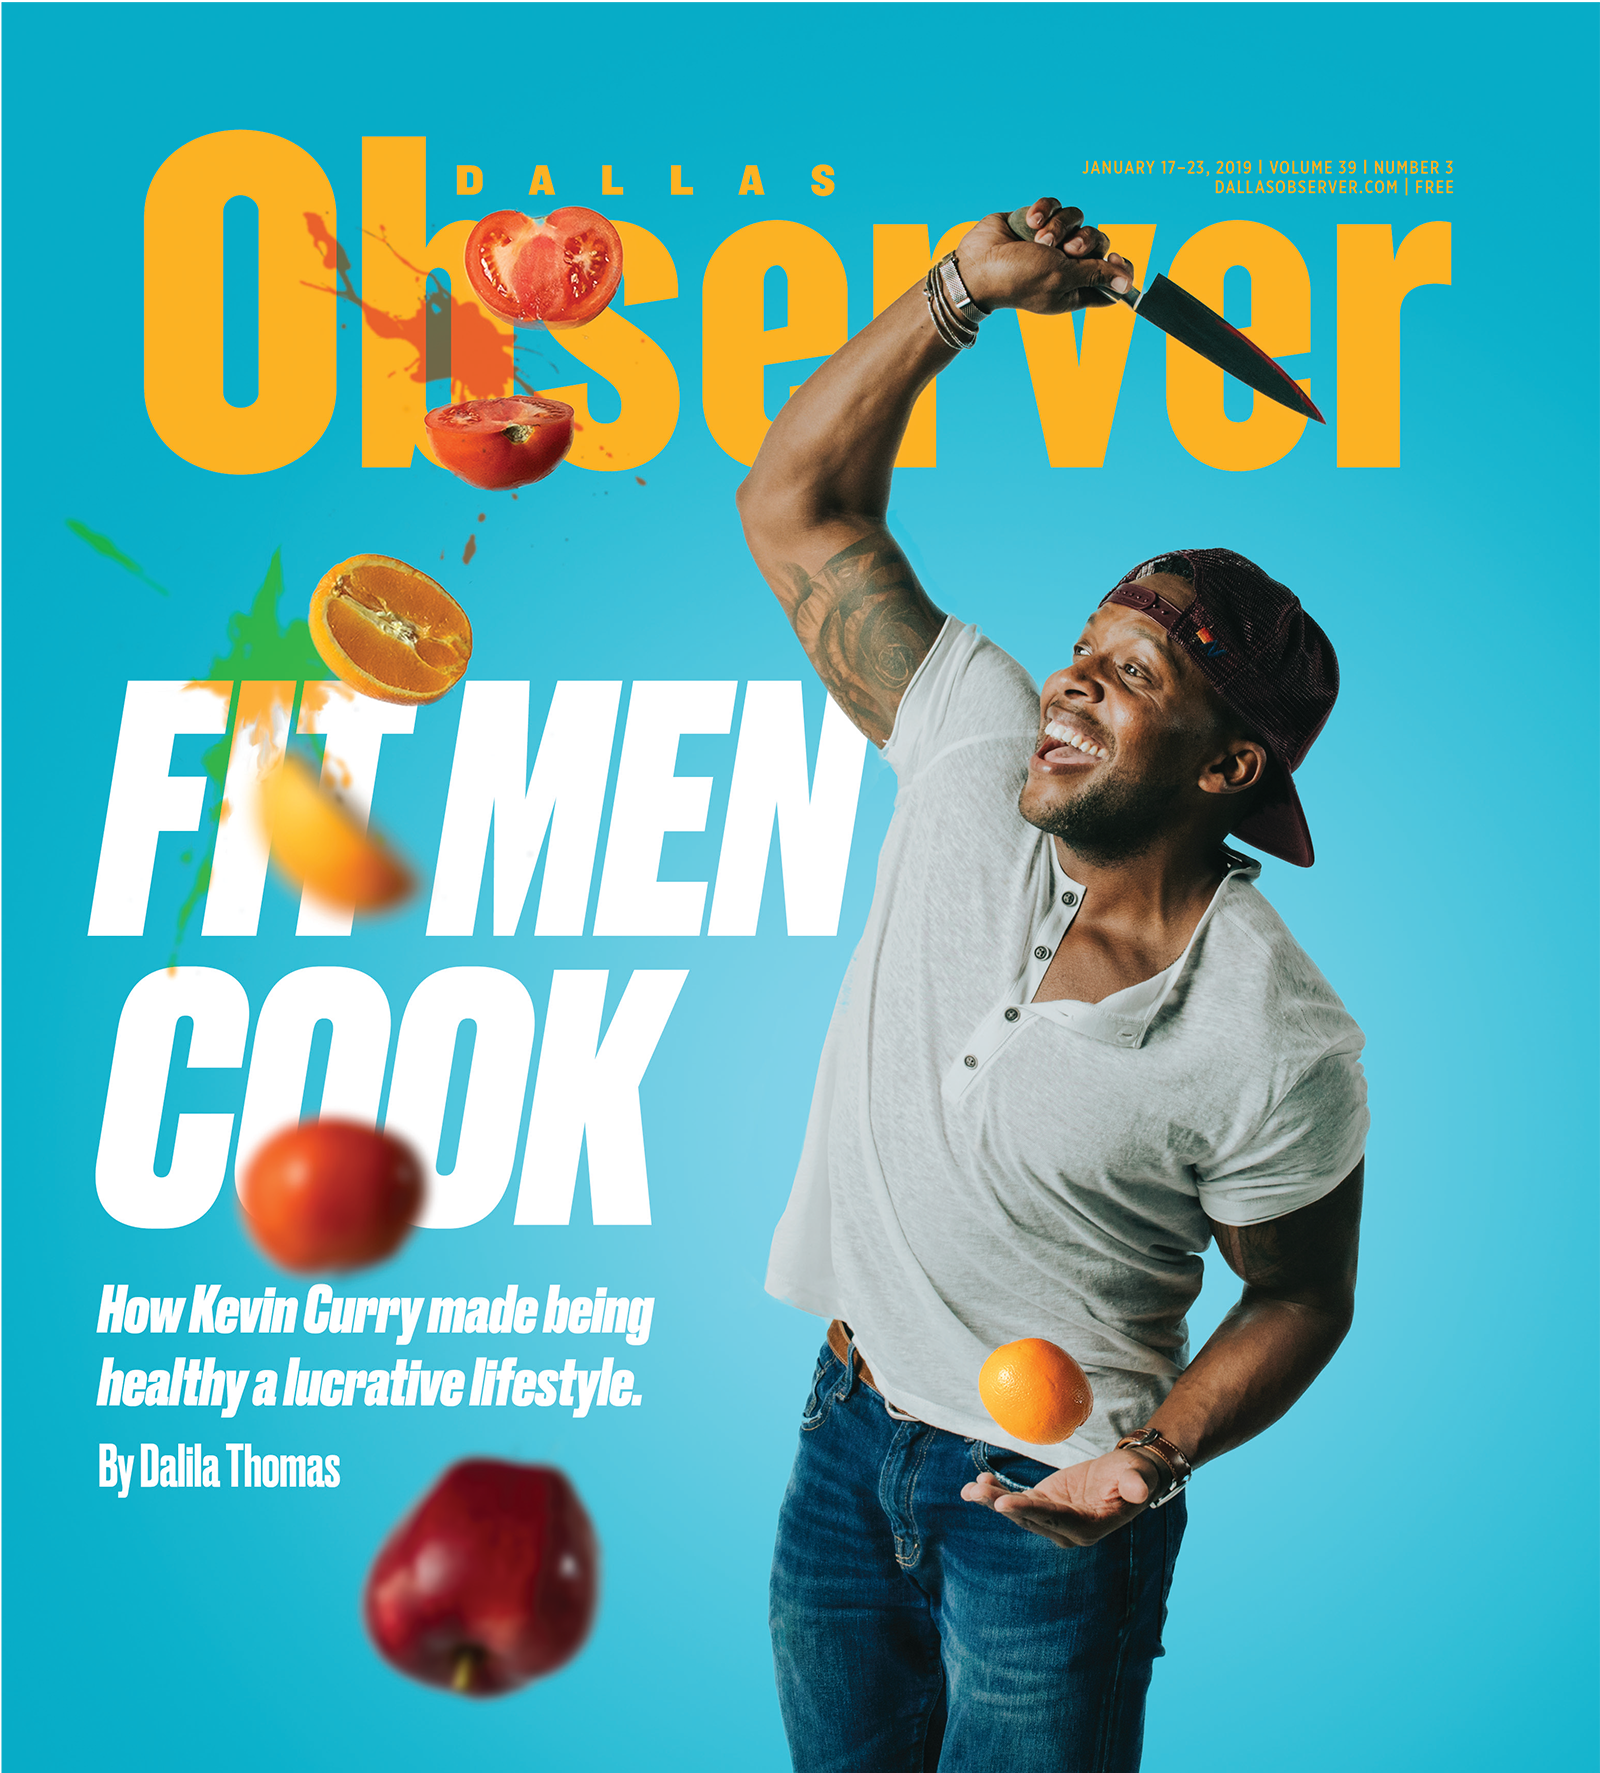 DALLAS
Observer
JANUARY 17–23, 2019 | VOLUME 39 | NUMBER 3
DALLASOBSERVER.COM | FREE
FIT MEN
COOK
How Kevin Curry made being
healthy a lucrative lifestyle.
By Dalila Thomas